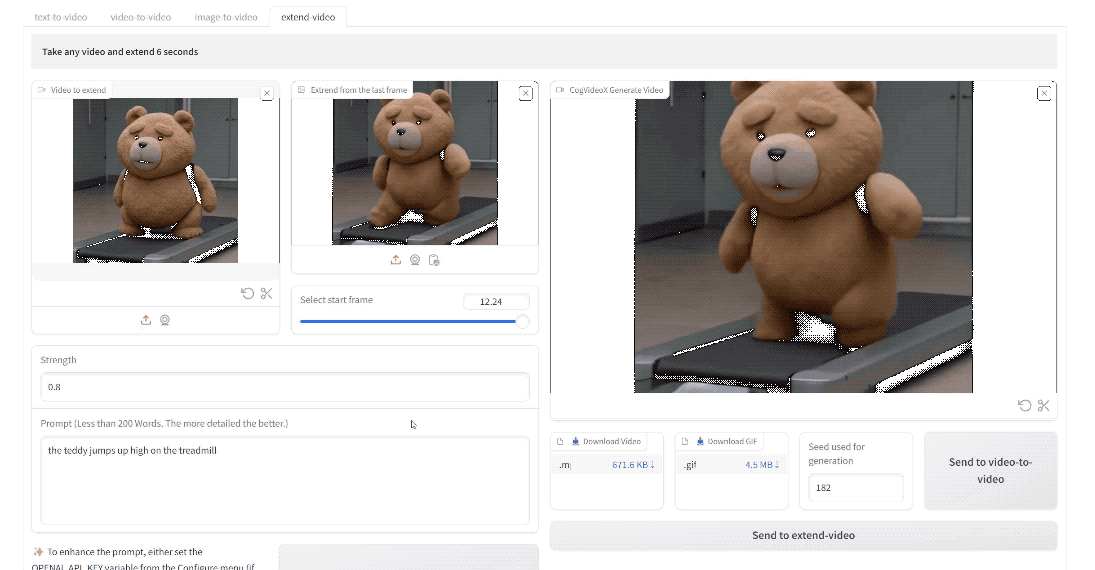 text-to-video video-to-video image-to-video extend-video
Take any video and extend 6 seconds
Video to extend
Extrend from the last frame
CogVideoX Generate Video
Select start frame
12.24
Strength
0.8
Prompt (Less than 200 Words. The more detailed the better.)
the teddy jumps up high on the treadmill
Download Video
.m
671.6 KB ↓
Download GIF
.gif
4.5 MB ↓
Seed used for
generation
182
Send to video-to-
video
Send to extend-video
✨ To enhance the prompt, either set the
OPENAI_API_KEY variable from the Configure menu (if